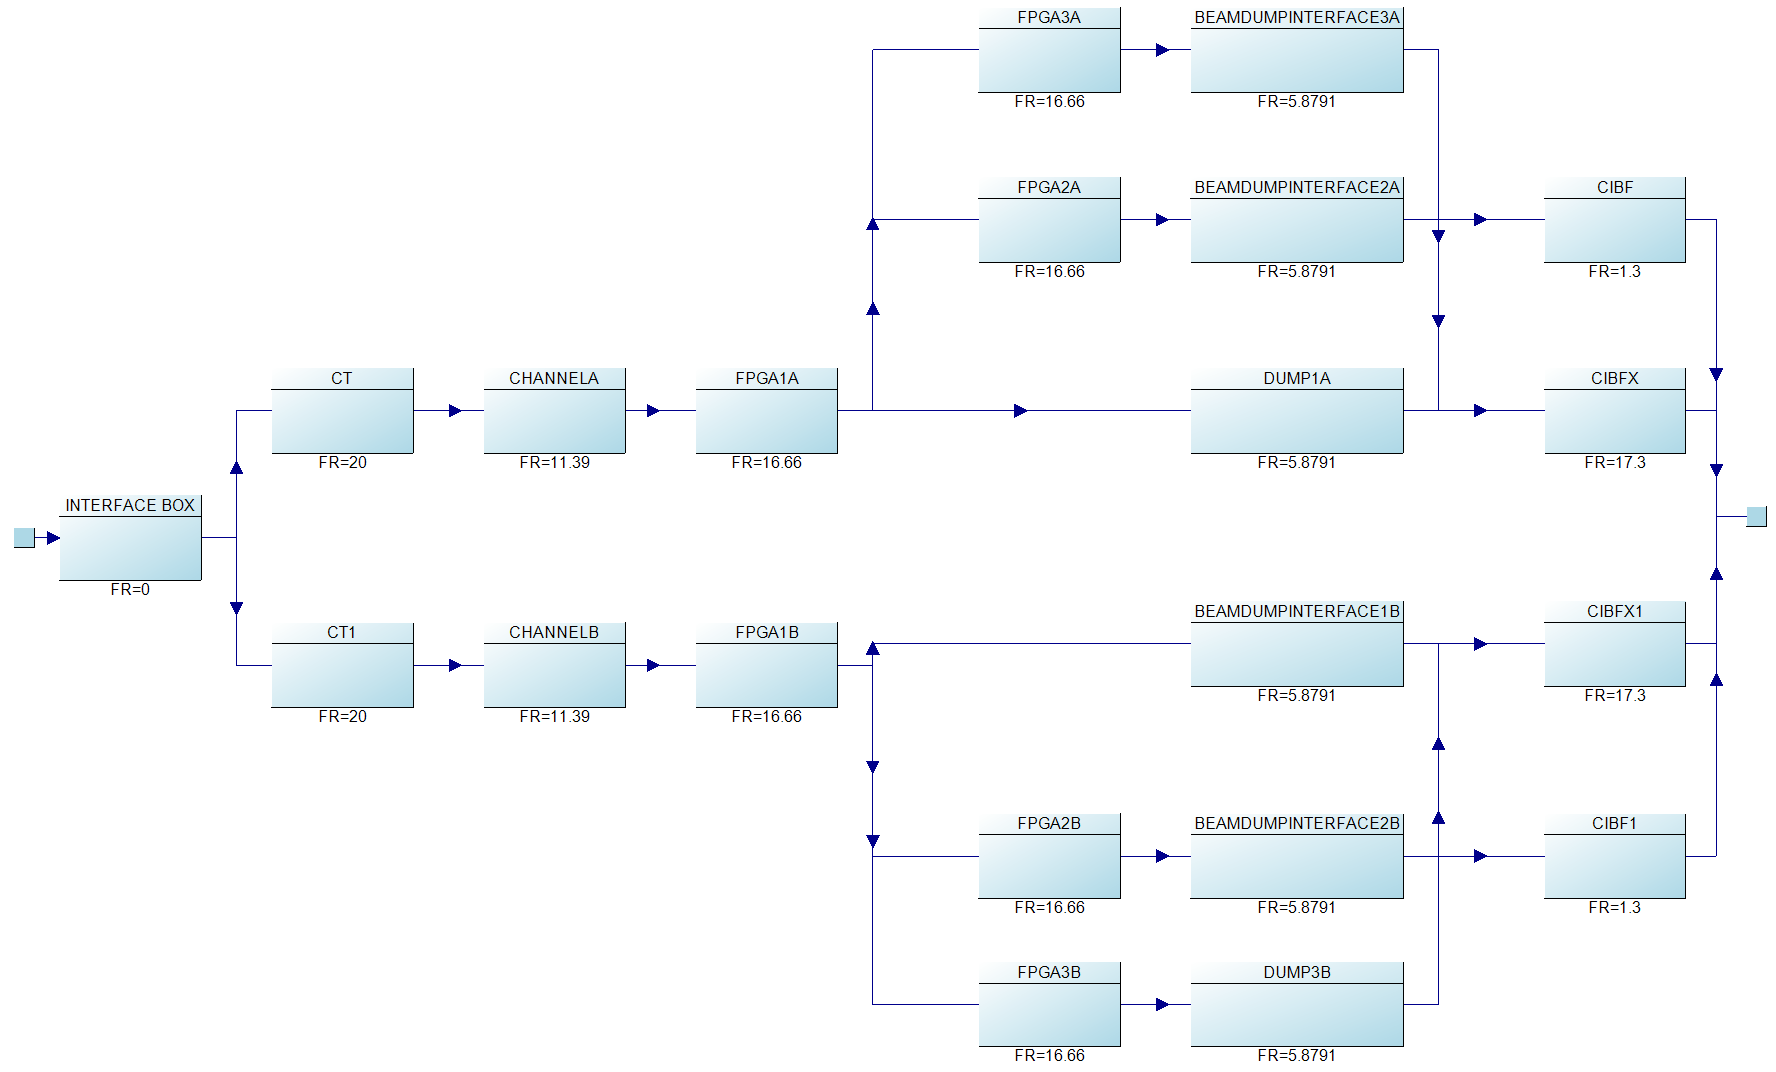 FPGA3A
FR=16.66
BEAMDUMPINTERFACE3A
FR=5.8791
FPGA2A
FR=16.66
BEAMDUMPINTERFACE2A
FR=5.8791
CIBF
FR=1.3
CT
FR=20
CHANNELA
FR=11.39
FPGA1A
FR=16.66
DUMP1A
FR=5.8791
CIBFX
FR=17.3
INTERFACE BOX
FR=0
CT1
FR=20
CHANNELB
FR=11.39
FPGA1B
FR=16.66
BEAMDUMPINTERFACE1B
FR=5.8791
CIBFX1
FR=17.3
FPGA2B
FR=16.66
BEAMDUMPINTERFACE2B
FR=5.8791
CIBF1
FR=1.3
FPGA3B
FR=16.66
DUMP3B
FR=5.8791